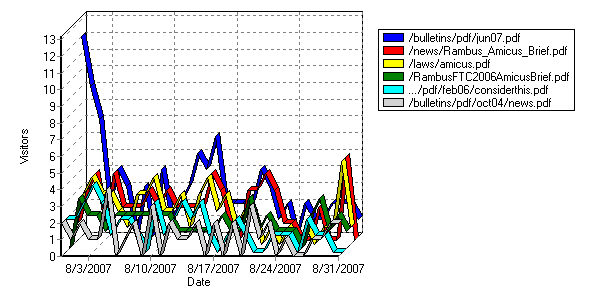 13
12
11
10
9
8
7
6
5
4
3
2
1
0
Visitors
8/3/2007 8/10/2007 8/17/2007 8/24/2007 8/31/2007
Date
/bulletins/pdf/jun07.pdf
/news/Rambus_Amicus_Brief.pdf
/laws/amicus.pdf
/RambusFTC2006AmicusBrief.pdf
.../pdf/feb06/considerthis.pdf
/bulletins/pdf/oct04/news.pdf